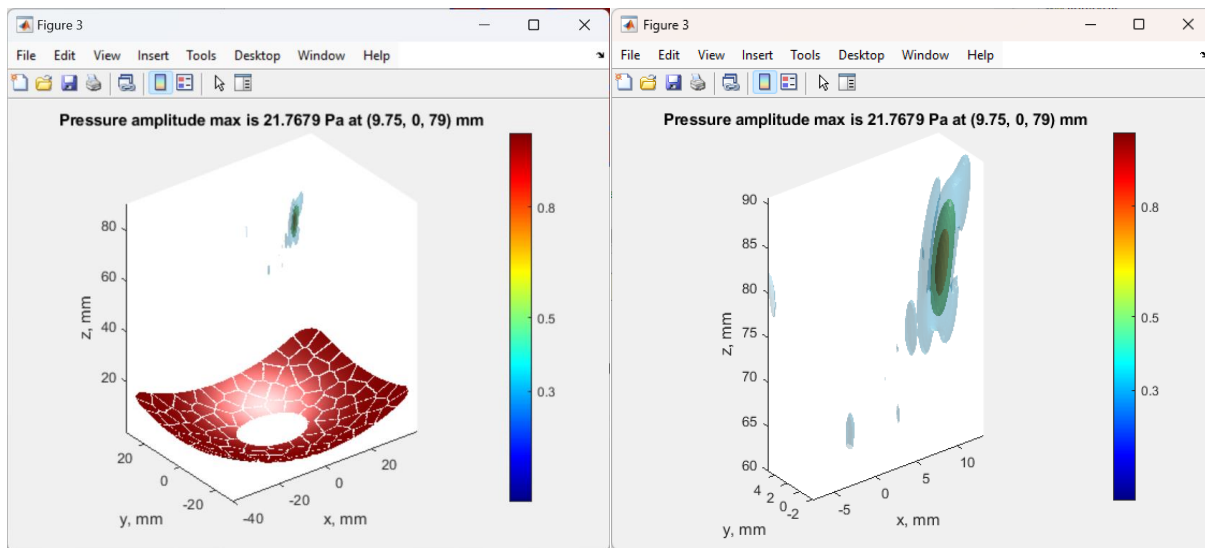 Figure 3
File Edit View Insert Tools Desktop Window Help
Pressure amplitude max is 21.7679 Pa at (9.75, 0, 79) mm
80
60
40
20
z, mm
20
0
-20
y, mm
-40
-20
0
20
x, mm
0.8
0.5
0.3
Figure 3
File Edit View Insert Tools Desktop Window Help
Pressure amplitude max is 21.7679 Pa at (9.75, 0, 79) mm
90
85
80
75
70
65
60
z, mm
4
2
0
-2
y, mm
-5
0
5
10
x, mm
0.8
0.5
0.3